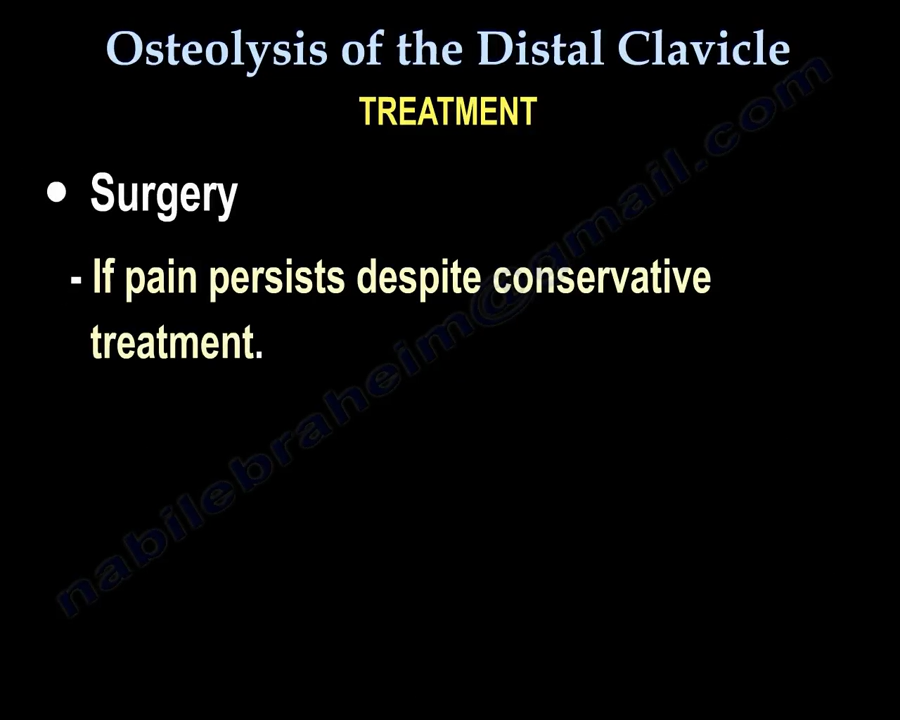 Osteolysis of the Distal Clavicle
TREATMENT
• Surgery
- If pain persists despite conservative
treatment.
nabilebraheim@gmail.com